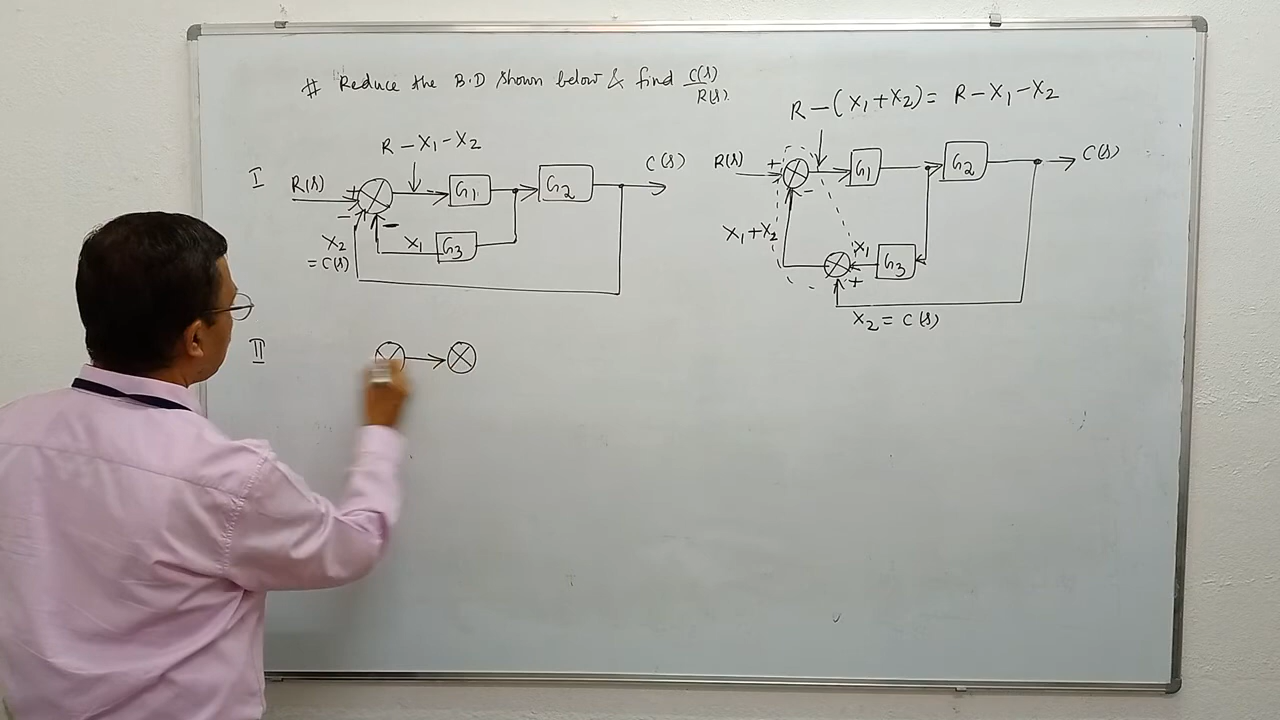 # Reduce the B.D shown below & find C(s)/R(s).
R – (X1 + X2) = R – X1 – X2
I
R – X1 – X2
R(s)
+
–
–
G1
G2
C(s)
X2
= C(s)
X1
G3
R(s)
+
–
G1
G2
C(s)
X1 + X2
X1
G3
+
+
X2 = C(s)
II